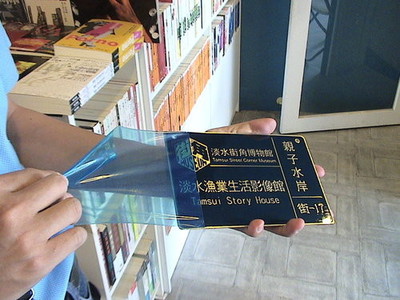 淡水街角博物館
Tamsui Street Corner Museum
淡水漁業生活影像館
Tamsui Story House
親子水岸
街-17